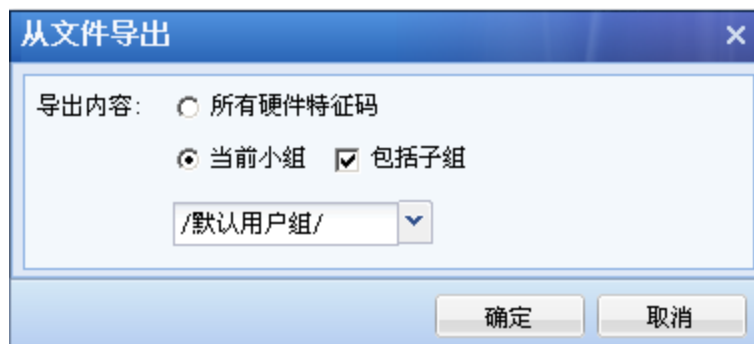 从文件导出
导出内容: 所有硬件特征码
当前小组 包括子组
/默认用户组/
确定 取消